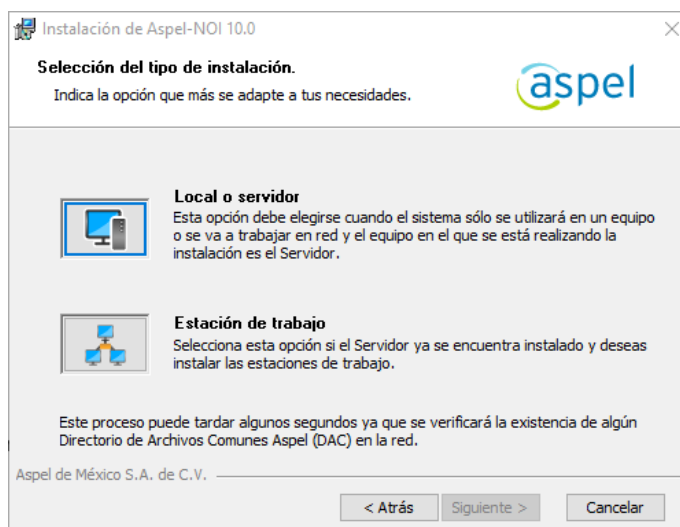 Instalación de Aspel-NOI 10.0
Selección del tipo de instalación.
Indica la opción que más se adapte a tus necesidades.
aspel
Local o servidor
Esta opción debe elegirse cuando el sistema sólo se utilizará en un equipo
o se va a trabajar en red y el equipo en el que se está realizando la
instalación es el Servidor.
Estación de trabajo
Selecciona esta opción si el Servidor ya se encuentra instalado y deseas
instalar las estaciones de trabajo.
Este proceso puede tardar algunos segundos ya que se verificará la existencia de algún
Directorio de Archivos Comunes Aspel (DAC) en la red.
Aspel de México S.A. de C.V.
< Atrás
Siguiente >
Cancelar